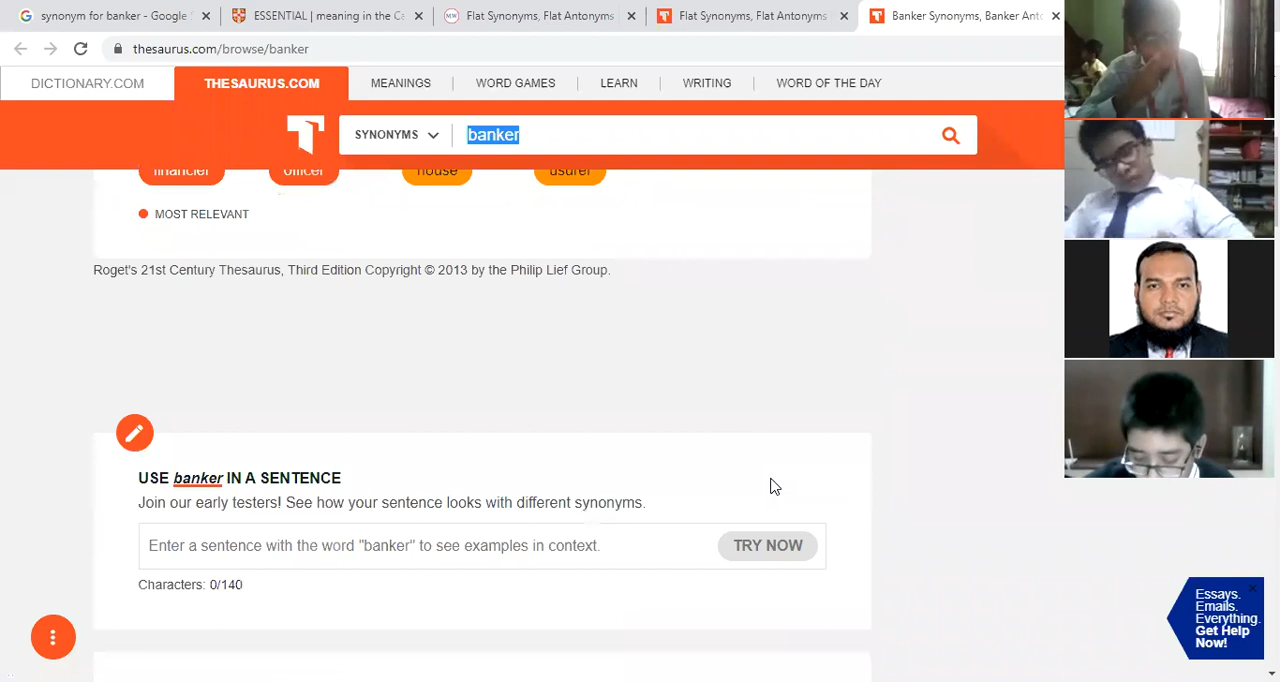 synonym for banker - Google
ESSENTIAL | meaning in the Ca
MW
Flat Synonyms, Flat Antonyms
Flat Synonyms, Flat Antonyms
Banker Synonyms, Banker Anto
thesaurus.com/browse/banker
DICTIONARY.COM
THESAURUS.COM
MEANINGS
WORD GAMES
LEARN
WRITING
WORD OF THE DAY
SYNONYMS
banker
financier
officer
house
usurer
MOST RELEVANT
Roget's 21st Century Thesaurus, Third Edition Copyright © 2013 by the Philip Lief Group.
USE banker IN A SENTENCE
Join our early testers! See how your sentence looks with different synonyms.
Enter a sentence with the word "banker" to see examples in context.
TRY NOW
Characters: 0/140
Essays.
Emails.
Everything.
Get Help
Now!